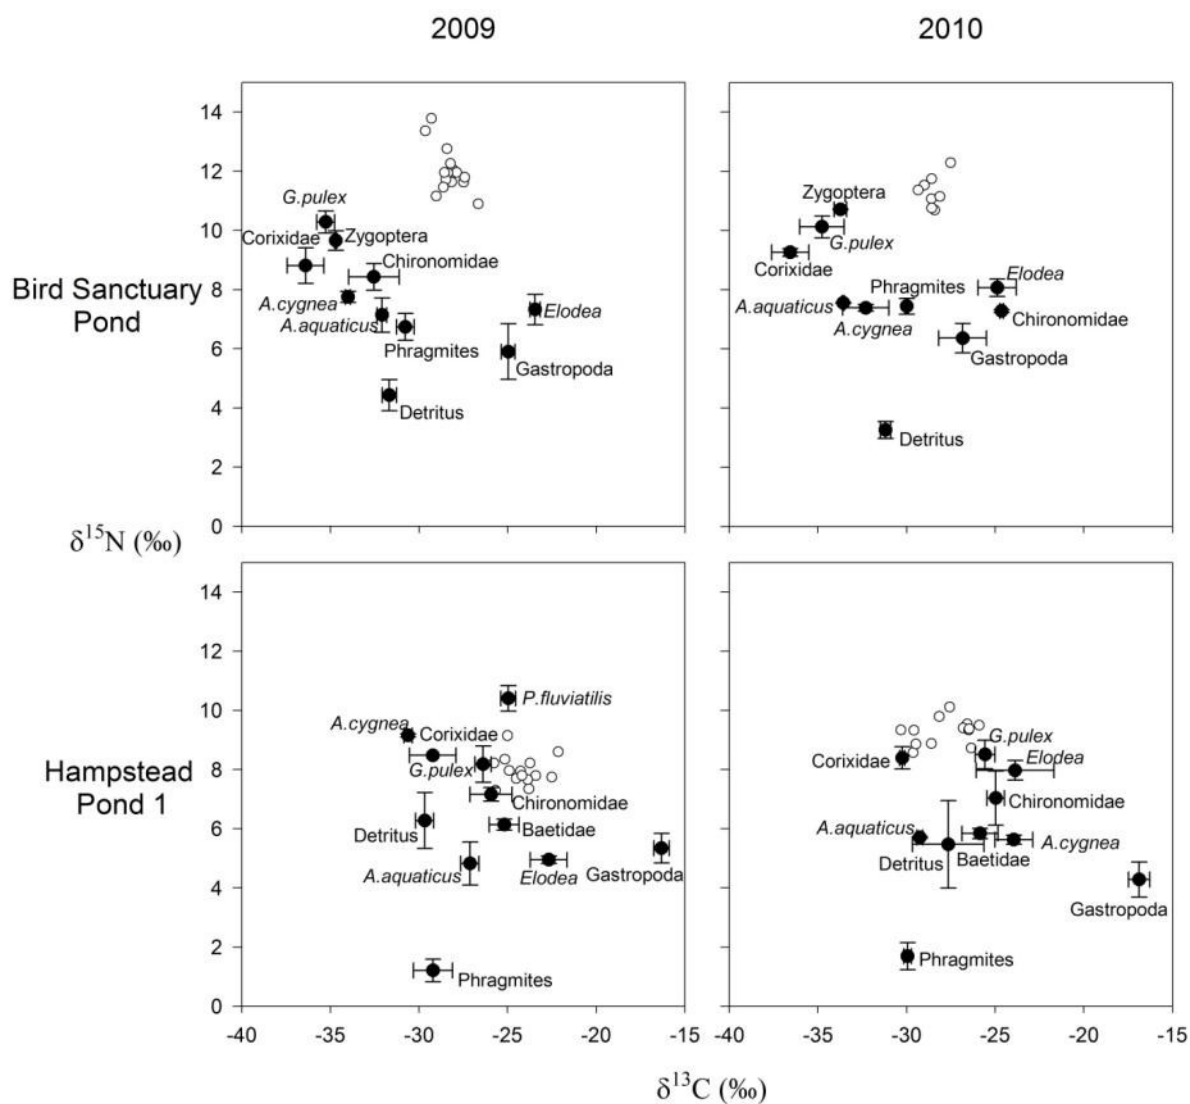 2009
2010
14
12
10
8
6
4
2
0
G.pulex
Corixidae
Zygoptera
Chironomidae
A.cygnea
A.aquaticus
Phragmites
Elodea
Gastropoda
Detritus
Zygoptera
G.pulex
Corixidae
Phragmites
Elodea
A.aquaticus
A.cygnea
Chironomidae
Gastropoda
Detritus
Bird Sanctuary
Pond
δ¹⁵N (‰)
14
12
10
8
6
4
2
0
A.cygnea
Corixidae
P.fluviatilis
G.pulex
Chironomidae
Detritus
Baetidae
A.aquaticus
Elodea
Gastropoda
Phragmites
G.pulex
Corixidae
Elodea
Chironomidae
A.aquaticus
Detritus
Baetidae
A.cygnea
Gastropoda
Phragmites
Hampstead
Pond 1
-40 -35 -30 -25 -20 -15
-40 -35 -30 -25 -20 -15
δ¹³C (‰)